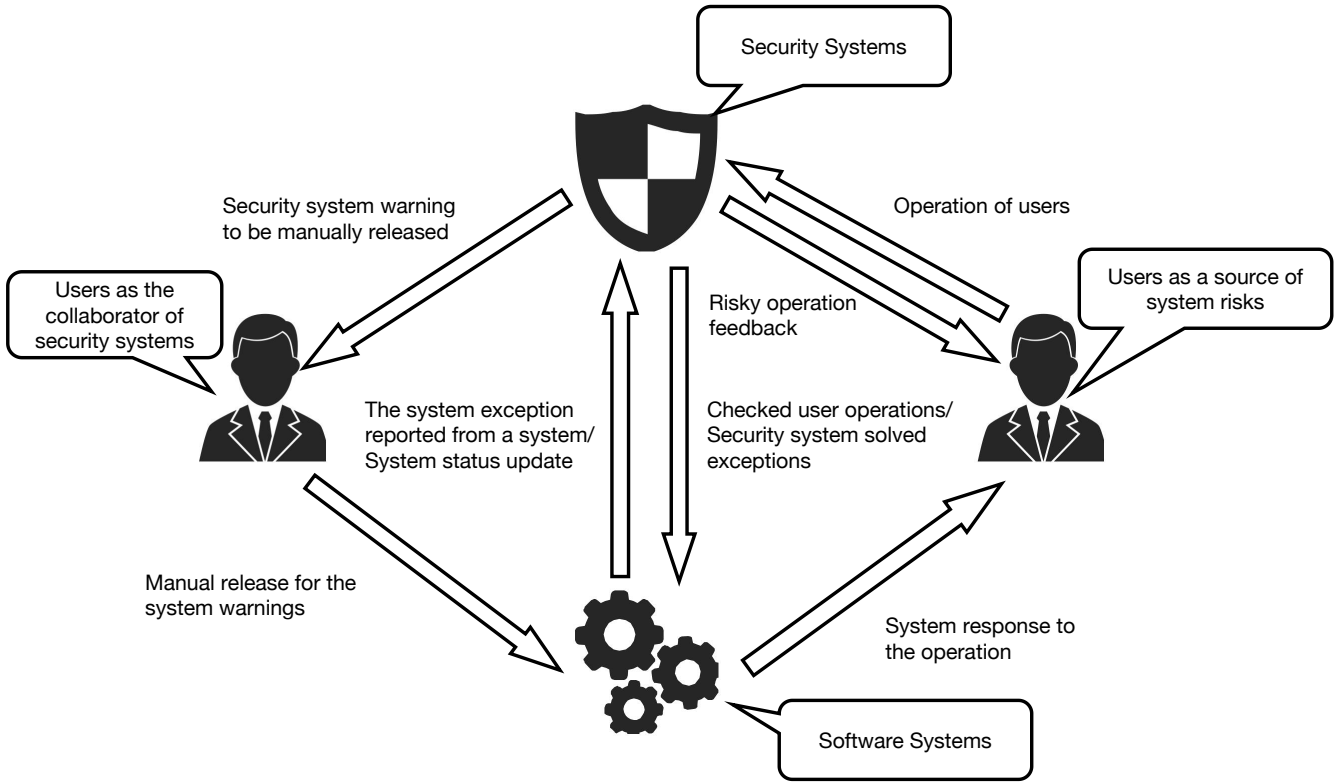 Security Systems
Security system warning
to be manually released
Operation of users
Users as the
collaborator of
security systems
Risky operation
feedback
Users as a source of
system risks
The system exception
reported from a system/
System status update
Checked user operations/
Security system solved
exceptions
Manual release for the
system warnings
System response to
the operation
Software Systems